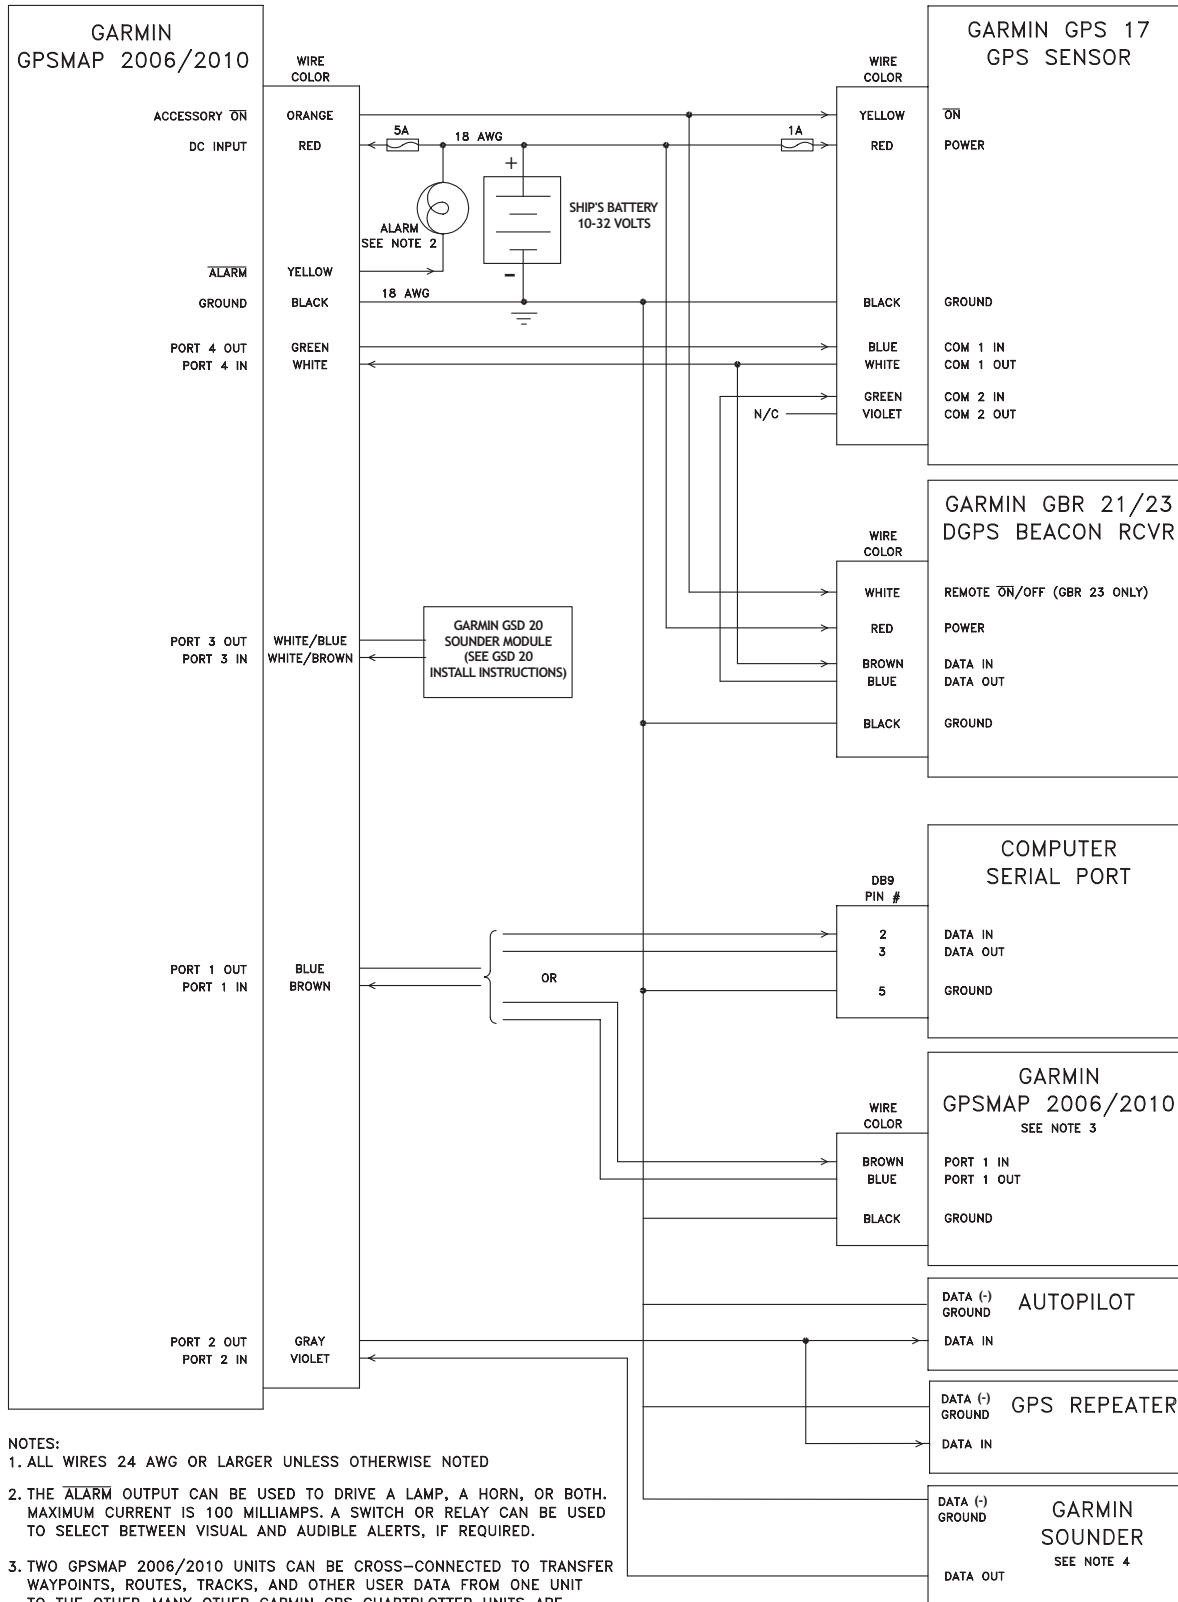 GARMIN
GPSMAP 2006/2010
WIRE
COLOR
ACCESSORY ON ORANGE
DC INPUT RED
5A
18 AWG
1A
ALARM
SEE NOTE 2
+
-
SHIP'S BATTERY
10-32 VOLTS
ALARM YELLOW
GROUND BLACK
18 AWG
PORT 4 OUT GREEN
PORT 4 IN WHITE
PORT 3 OUT WHITE/BLUE
PORT 3 IN WHITE/BROWN
GARMIN GSD 20
SOUNDER MODULE
(SEE GSD 20
INSTALL INSTRUCTIONS)
PORT 1 OUT BLUE
PORT 1 IN BROWN
OR
PORT 2 OUT GRAY
PORT 2 IN VIOLET
GARMIN GPS 17
GPS SENSOR
WIRE
COLOR
YELLOW ON
RED POWER
BLACK GROUND
BLUE COM 1 IN
WHITE COM 1 OUT
GREEN COM 2 IN
N/C VIOLET COM 2 OUT
GARMIN GBR 21/23
DGPS BEACON RCVR
WIRE
COLOR
WHITE REMOTE ON/OFF (GBR 23 ONLY)
RED POWER
BROWN DATA IN
BLUE DATA OUT
BLACK GROUND
COMPUTER
SERIAL PORT
DB9
PIN #
2 DATA IN
3 DATA OUT
5 GROUND
GARMIN
GPSMAP 2006/2010
SEE NOTE 3
WIRE
COLOR
BROWN PORT 1 IN
BLUE PORT 1 OUT
BLACK GROUND
DATA (-)
GROUND
AUTOPILOT
DATA IN
DATA (-)
GROUND
GPS REPEATER
DATA IN
DATA (-)
GROUND
GARMIN
SOUNDER
SEE NOTE 4
DATA OUT
NOTES:
1. ALL WIRES 24 AWG OR LARGER UNLESS OTHERWISE NOTED
2. THE ALARM OUTPUT CAN BE USED TO DRIVE A LAMP, A HORN, OR BOTH.
MAXIMUM CURRENT IS 100 MILLIAMPS. A SWITCH OR RELAY CAN BE USED
TO SELECT BETWEEN VISUAL AND AUDIBLE ALERTS, IF REQUIRED.
3. TWO GPSMAP 2006/2010 UNITS CAN BE CROSS-CONNECTED TO TRANSFER
WAYPOINTS, ROUTES, TRACKS, AND OTHER USER DATA FROM ONE UNIT
TO THE OTHER. MANY OTHER GARMIN GPS CHARTPLOTTER UNITS ARE